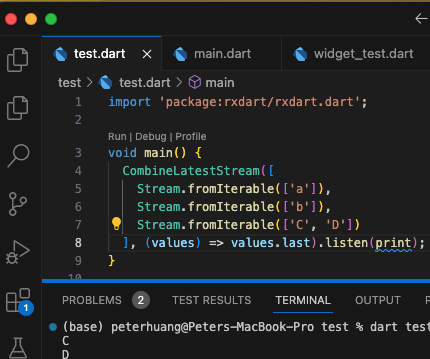 test.dart
main.dart
widget_test.dart
test > test.dart > main
1 import 'package:rxdart/rxdart.dart';
2
Run | Debug | Profile
3 void main() {
4 CombineLatestStream([
5 Stream.fromIterable(['a']),
6 Stream.fromIterable(['b']),
7 Stream.fromIterable(['C', 'D'])
8 ], (values) => values.last).listen(print);
9 }
10
1
PROBLEMS 2 TEST RESULTS TERMINAL OUTPUT
(base) peterhuang@Peters-MacBook-Pro test % dart test
C
D